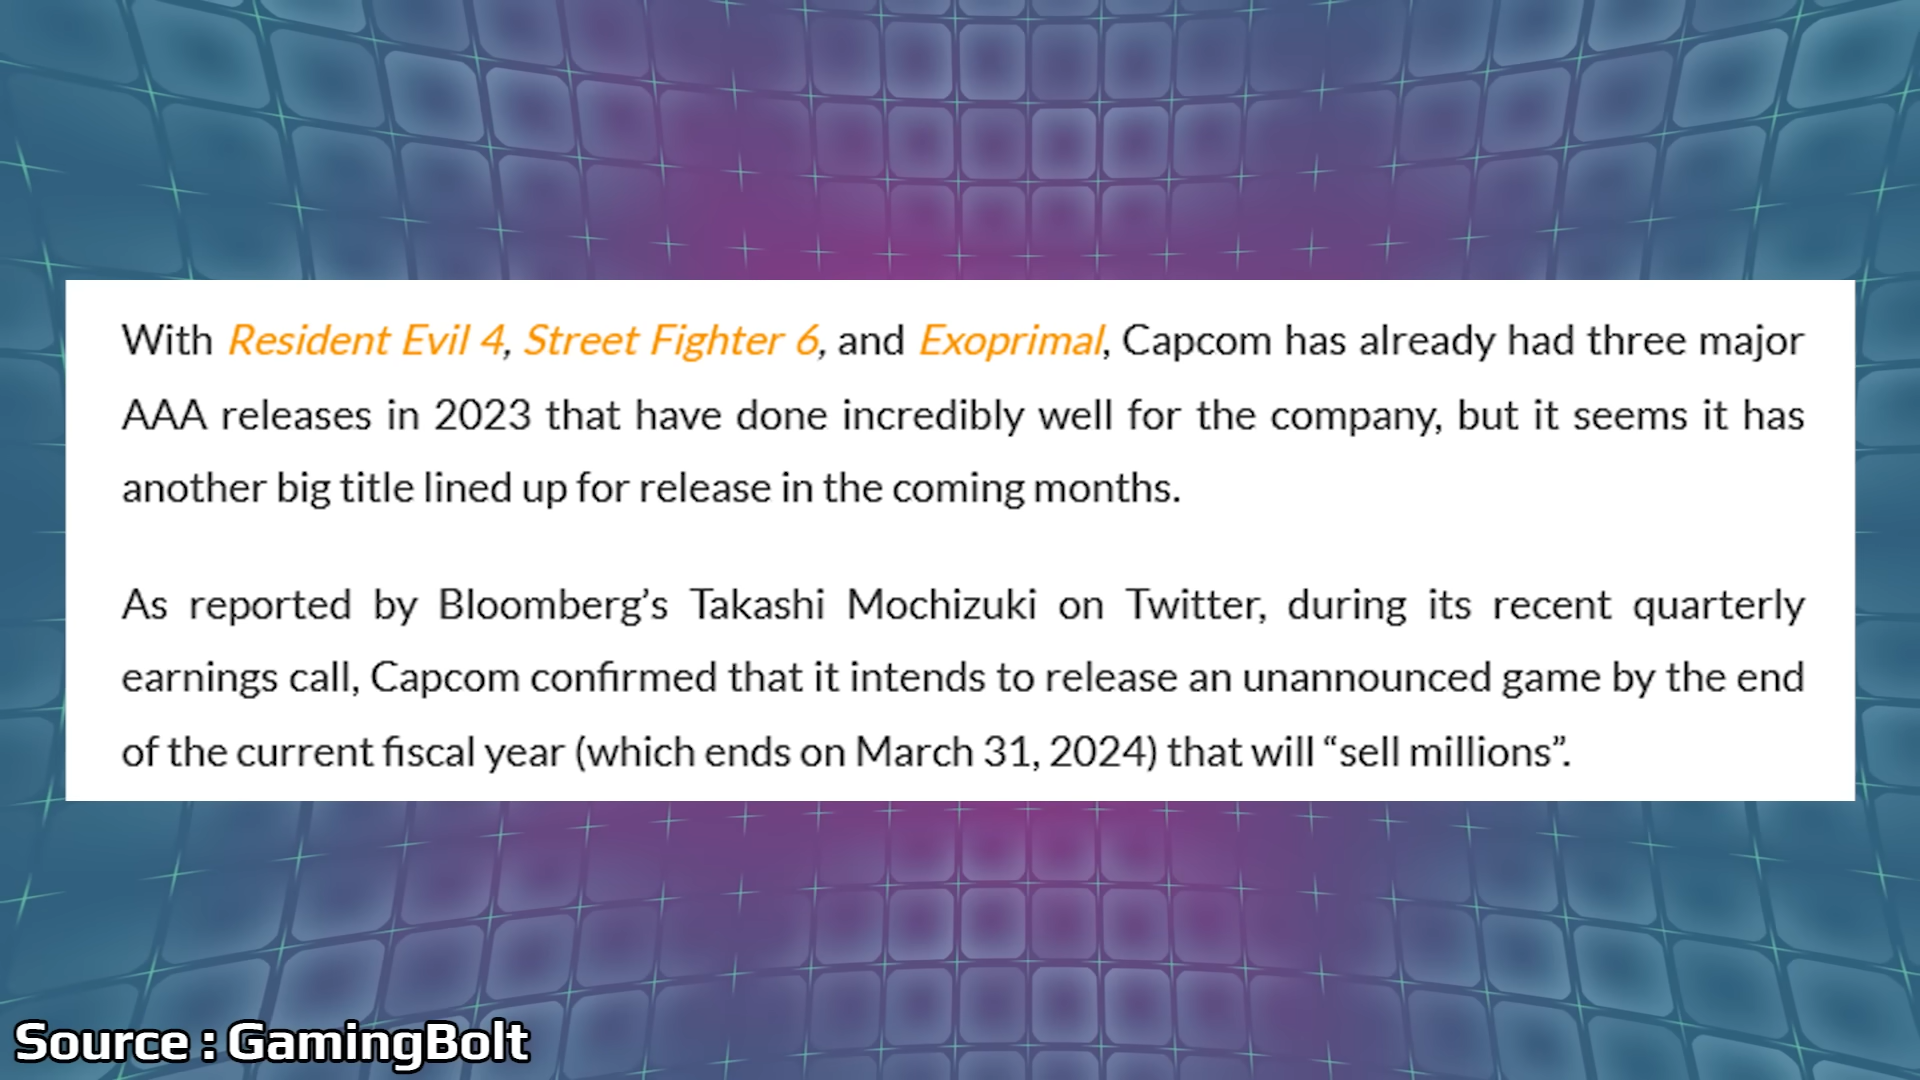 With Resident Evil 4, Street Fighter 6, and Exoprimal, Capcom has already had three major
AAA releases in 2023 that have done incredibly well for the company, but it seems it has
another big title lined up for release in the coming months.
As reported by Bloomberg’s Takashi Mochizuki on Twitter, during its recent quarterly
earnings call, Capcom confirmed that it intends to release an unannounced game by the end
of the current fiscal year (which ends on March 31, 2024) that will “sell millions”.
Source : GamingBolt